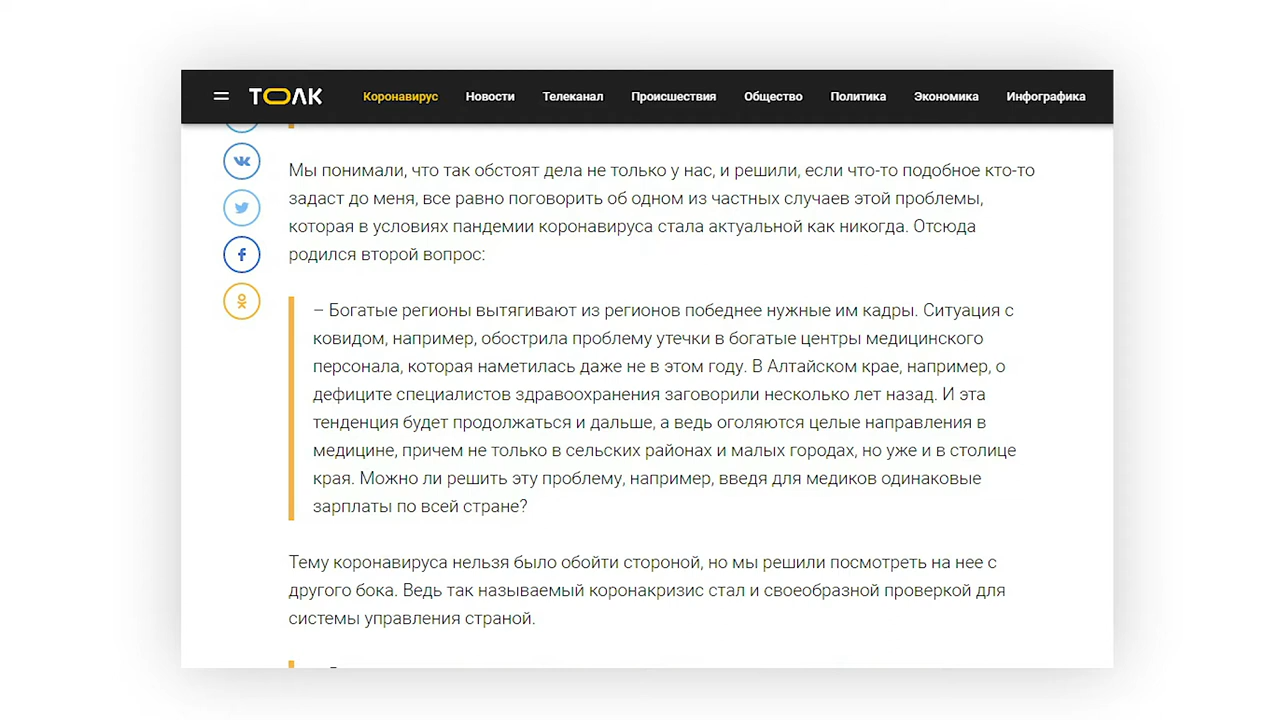 ТОЛК Коронавирус Новости Телеканал Происшествия Общество Политика Экономика Инфографика
Мы понимали, что так обстоят дела не только у нас, и решили, если что-то подобное кто-то
задаст до меня, все равно поговорить об одном из частных случаев этой проблемы,
которая в условиях пандемии коронавируса стала актуальной как никогда. Отсюда
родился второй вопрос:
– Богатые регионы вытягивают из регионов победнее нужные им кадры. Ситуация с
ковидом, например, обострила проблему утечки в богатые центры медицинского
персонала, которая наметилась даже не в этом году. В Алтайском крае, например, о
дефиците специалистов здравоохранения заговорили несколько лет назад. И эта
тенденция будет продолжаться и дальше, а ведь оголяются целые направления в
медицине, причем не только в сельских районах и малых городах, но уже и в столице
края. Можно ли решить эту проблему, например, введя для медиков одинаковые
зарплаты по всей стране?
Тему коронавируса нельзя было обойти стороной, но мы решили посмотреть на нее с
другого бока. Ведь так называемый коронакризис стал и своеобразной проверкой для
системы управления страной.